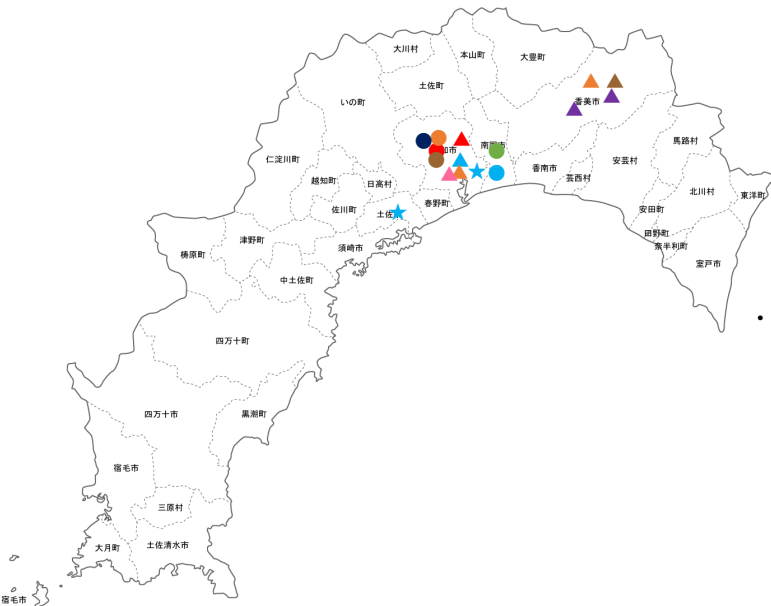 大川村
本山町
大豊町
土佐町
いの町
香美市
馬路村
南国市
仁淀川町
安芸村
香南市
芸西村
越知町
日高村
北川村
東洋町
春野町
佐川町
土佐
安田町
田野町
奈半利町
津野町
須崎市
梼原町
室戸市
中土佐町
四万十町
四万十市
黒潮町
宿毛市
三原村
大月町
土佐清水市
宿毛市